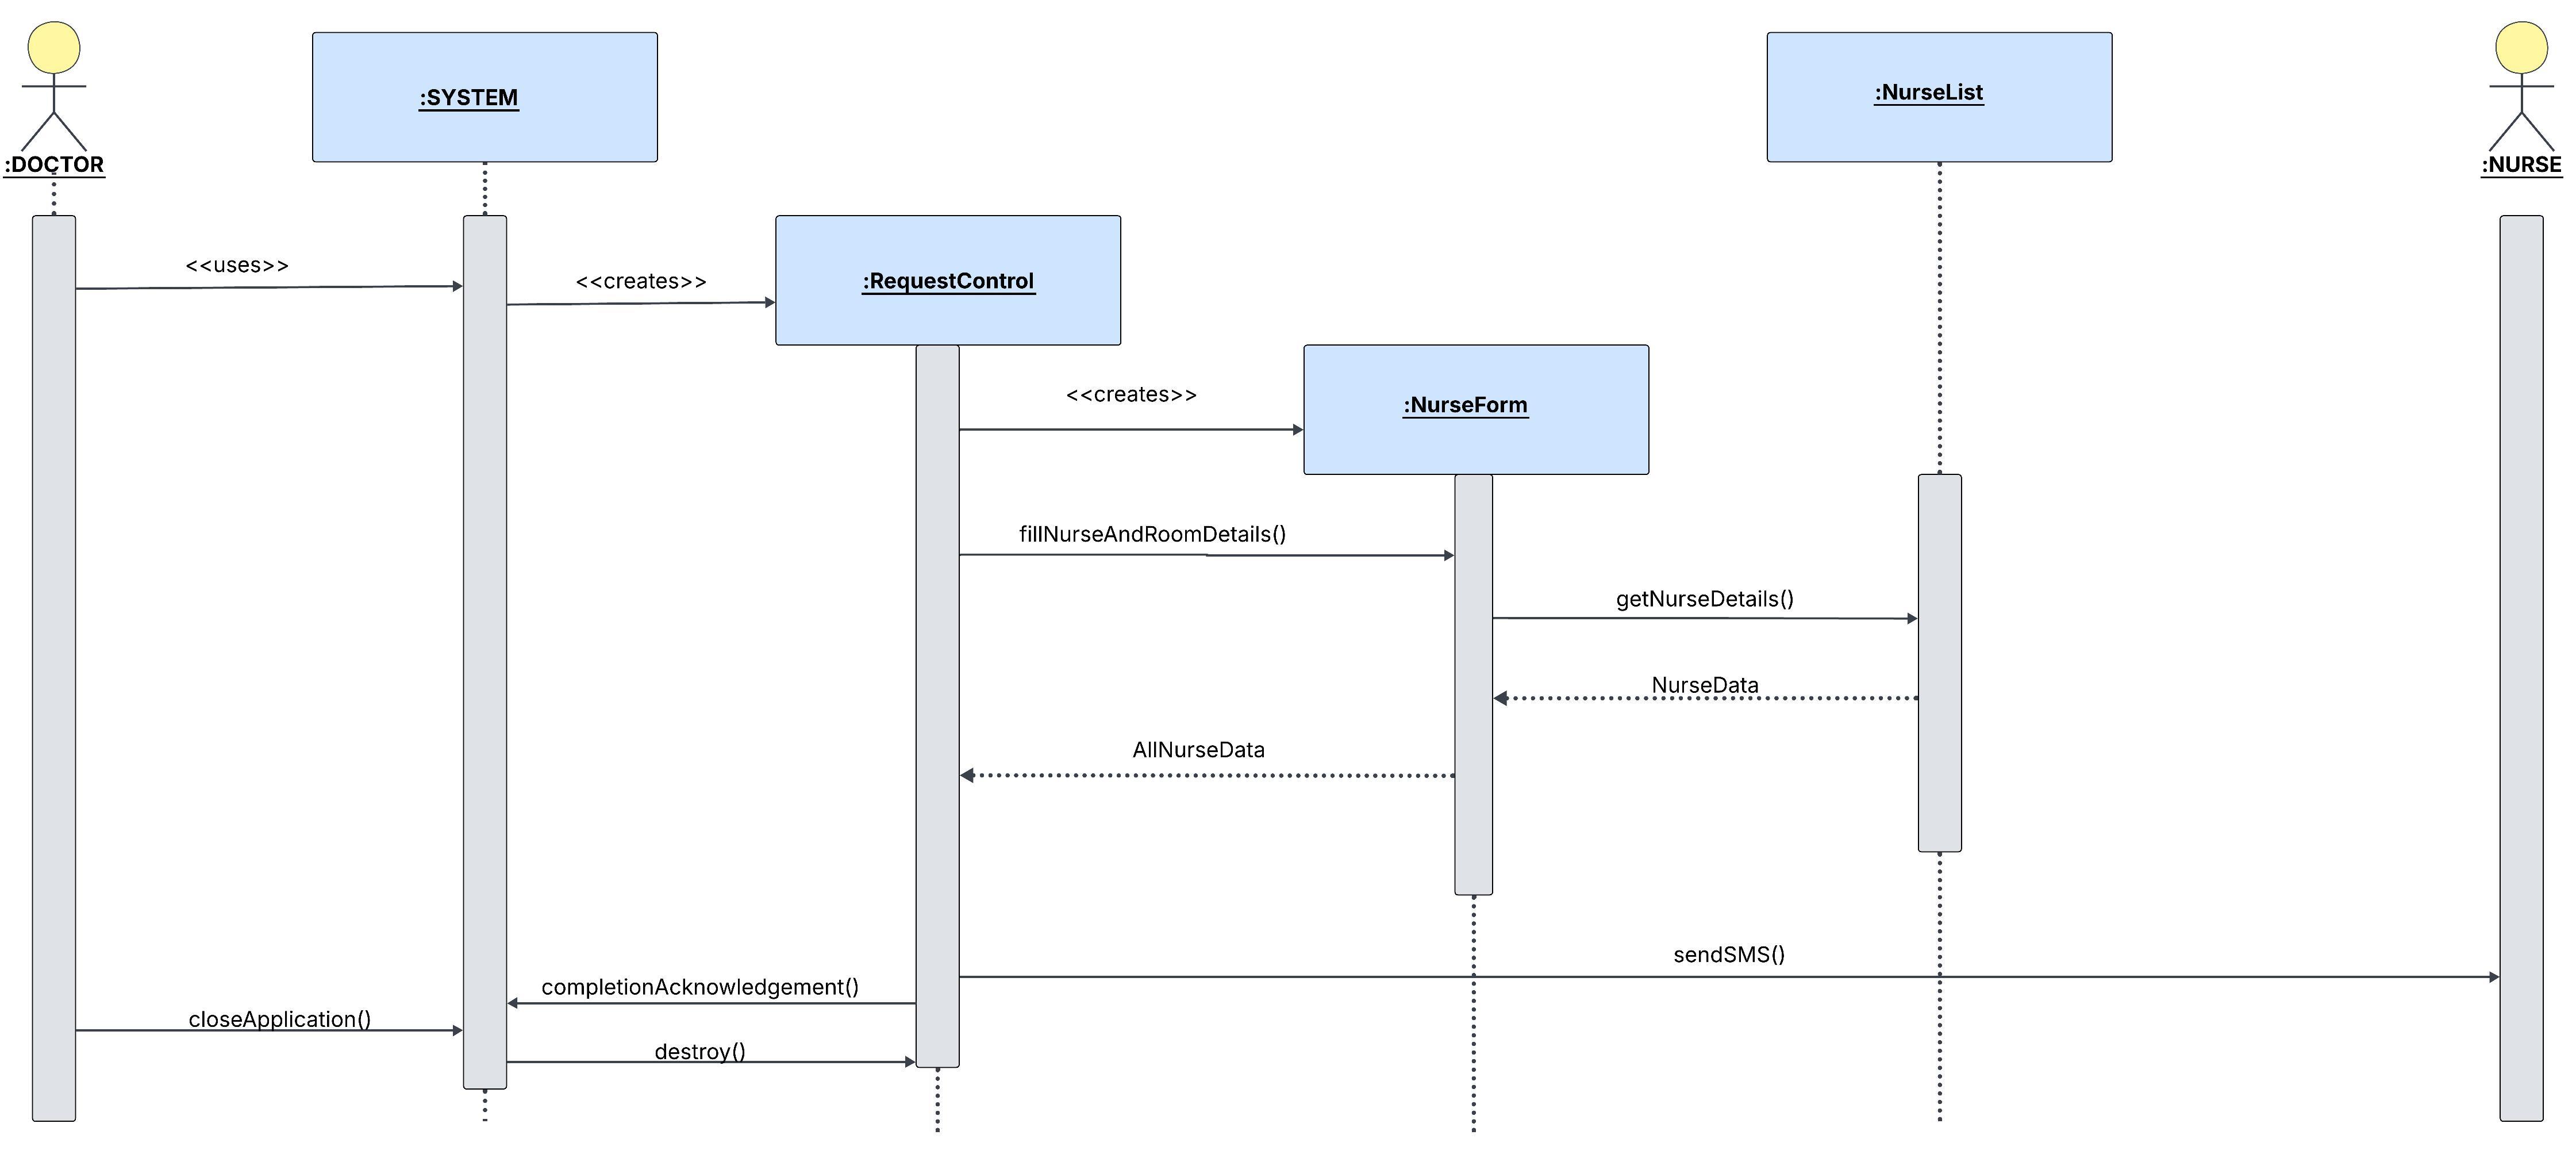 :DOCTOR
:SYSTEM
:NurseList
:NURSE
<<uses>>
<<creates>>
:RequestControl
<<creates>>
:NurseForm
fillNurseAndRoomDetails()
getNurseDetails()
NurseData
AllNurseData
sendSMS()
completionAcknowledgement()
closeApplication()
destroy()